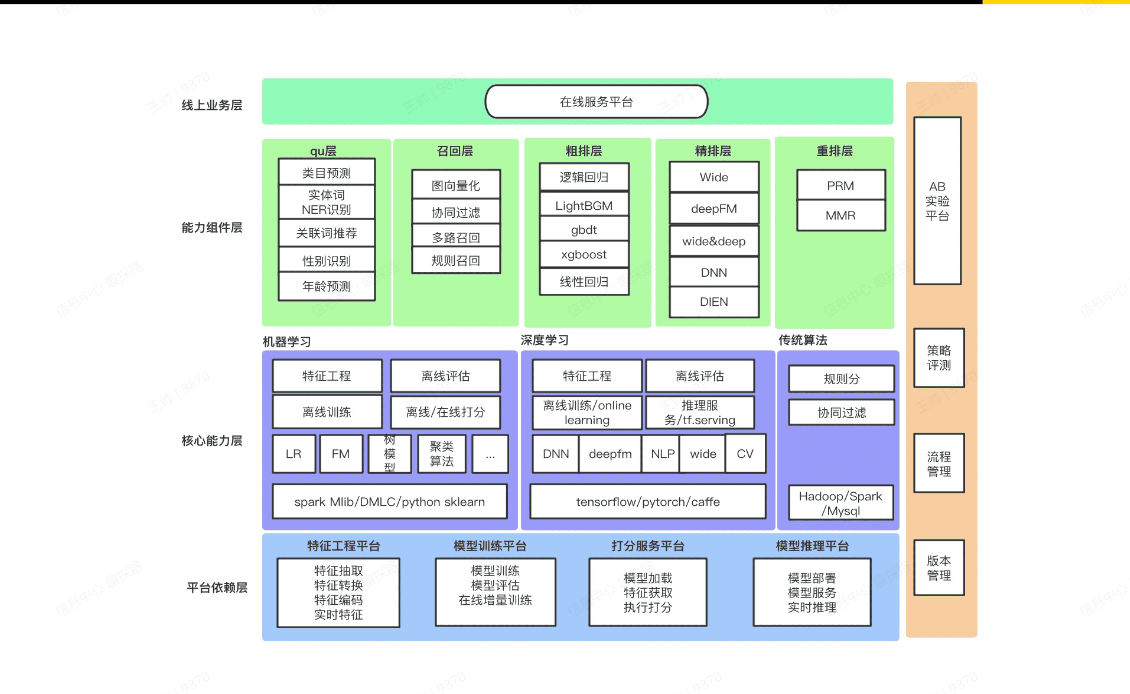 线上业务层
在线服务平台
能力组件层
qu层
类目预测
实体词
NER识别
关联词推荐
性别识别
年龄预测
召回层
图向量化
协同过滤
多路召回
规则召回
粗排层
逻辑回归
LightBGM
gbdt
xgboost
线性回归
精排层
Wide
deepFM
wide&deep
DNN
DIEN
重排层
PRM
MMR
核心能力层
机器学习
特征工程
离线评估
离线训练
离线/在线打分
LR
FM
树
模
型
聚类
算法
...
spark Mlib/DMLC/python sklearn
深度学习
特征工程
离线评估
离线训练/online
learning
推理服
务/tf.serving
DNN
deepfm
NLP
wide
CV
tensorflow/pytorch/caffe
传统算法
规则分
协同过滤
Hadoop/Spark
/Mysql
平台依赖层
特征工程平台
特征抽取
特征转换
特征编码
实时特征
模型训练平台
模型训练
模型评估
在线增量训练
打分服务平台
模型加载
特征获取
执行打分
模型推理平台
模型部署
模型服务
实时推理
AB
实验
平台
策略
评测
流程
管理
版本
管理